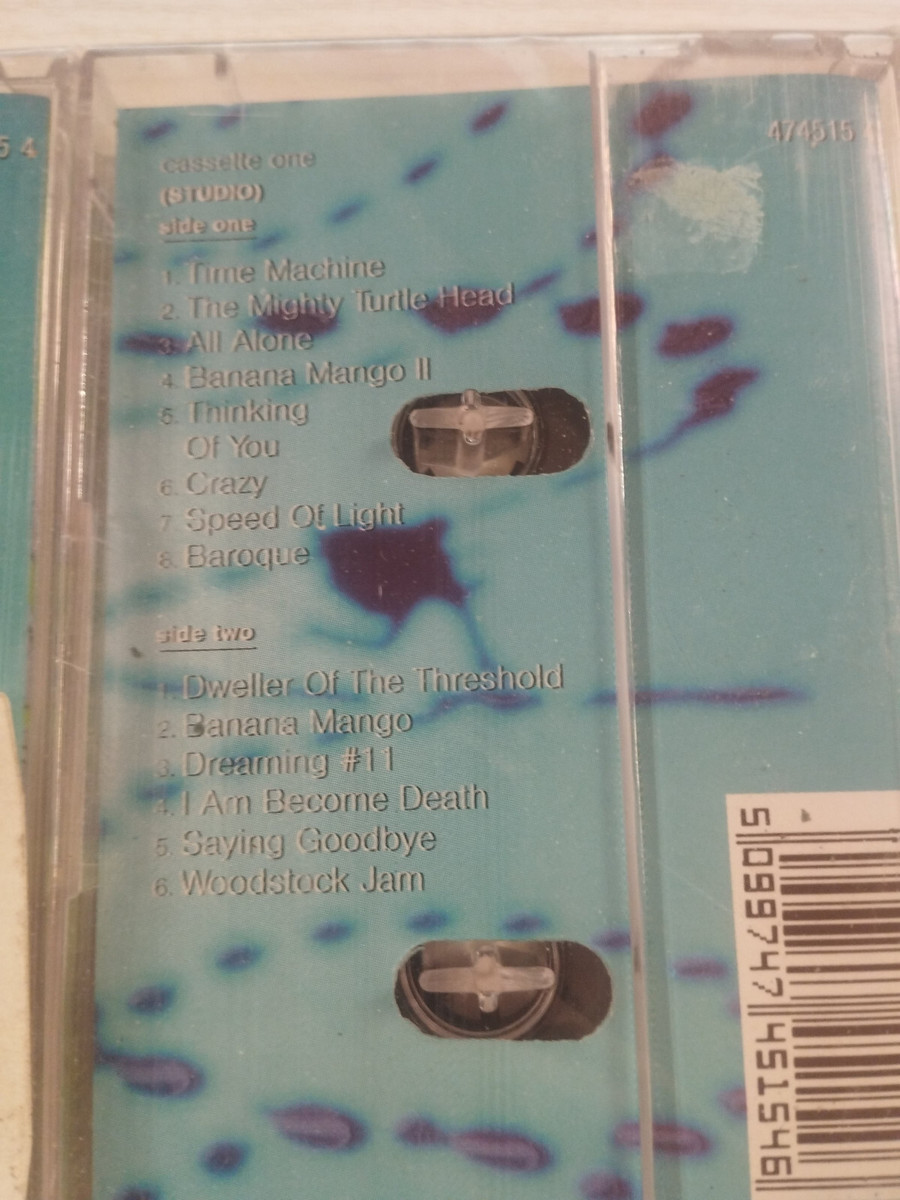 5 4
474515
cassette one
(STUDIO)
side one
1. Time Machine
2. The Mighty Turtle Head
3. All Alone
4. Banana Mango II
5. Thinking
Of You
6. Crazy
7. Speed Of Light
8. Baroque
side two
1. Dweller Of The Threshold
2. Banana Mango
3. Dreaming #11
4. I Am Become Death
5. Saying Goodbye
6. Woodstock Jam
5 099747 451546